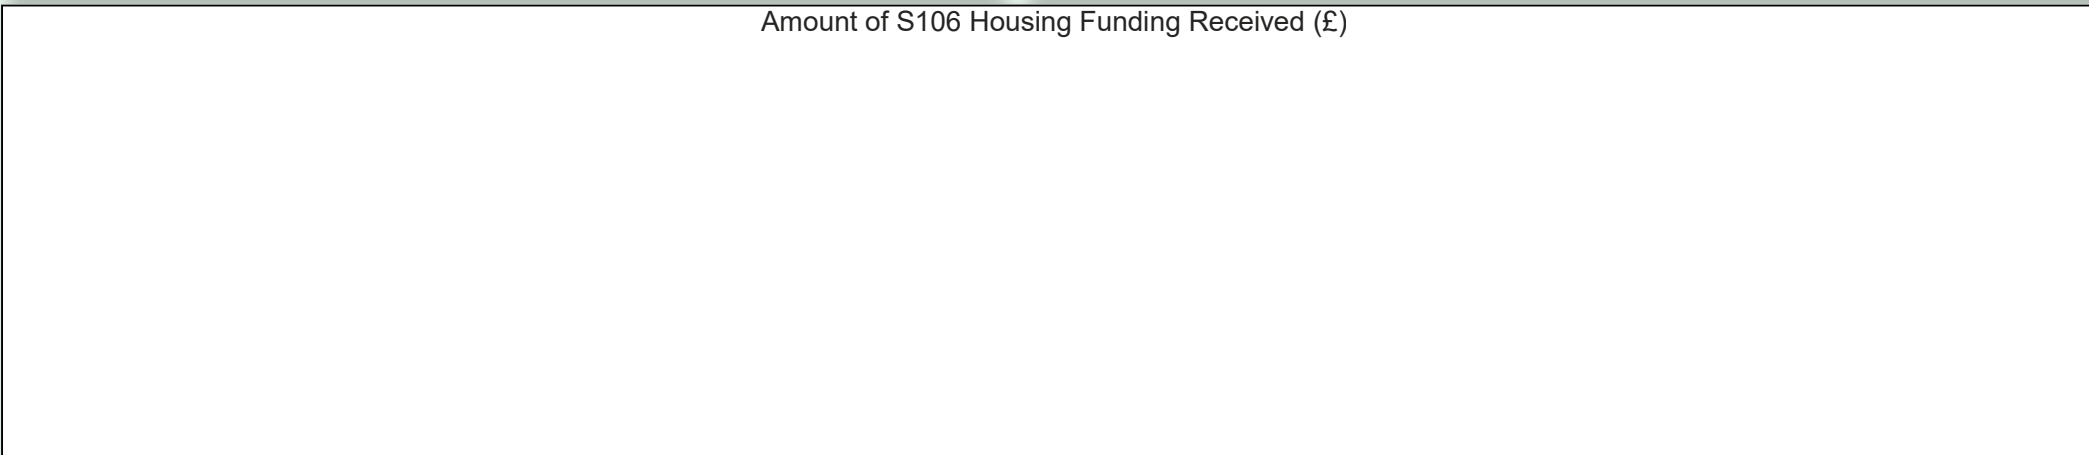 Amount of S106 Housing Funding Received (£)